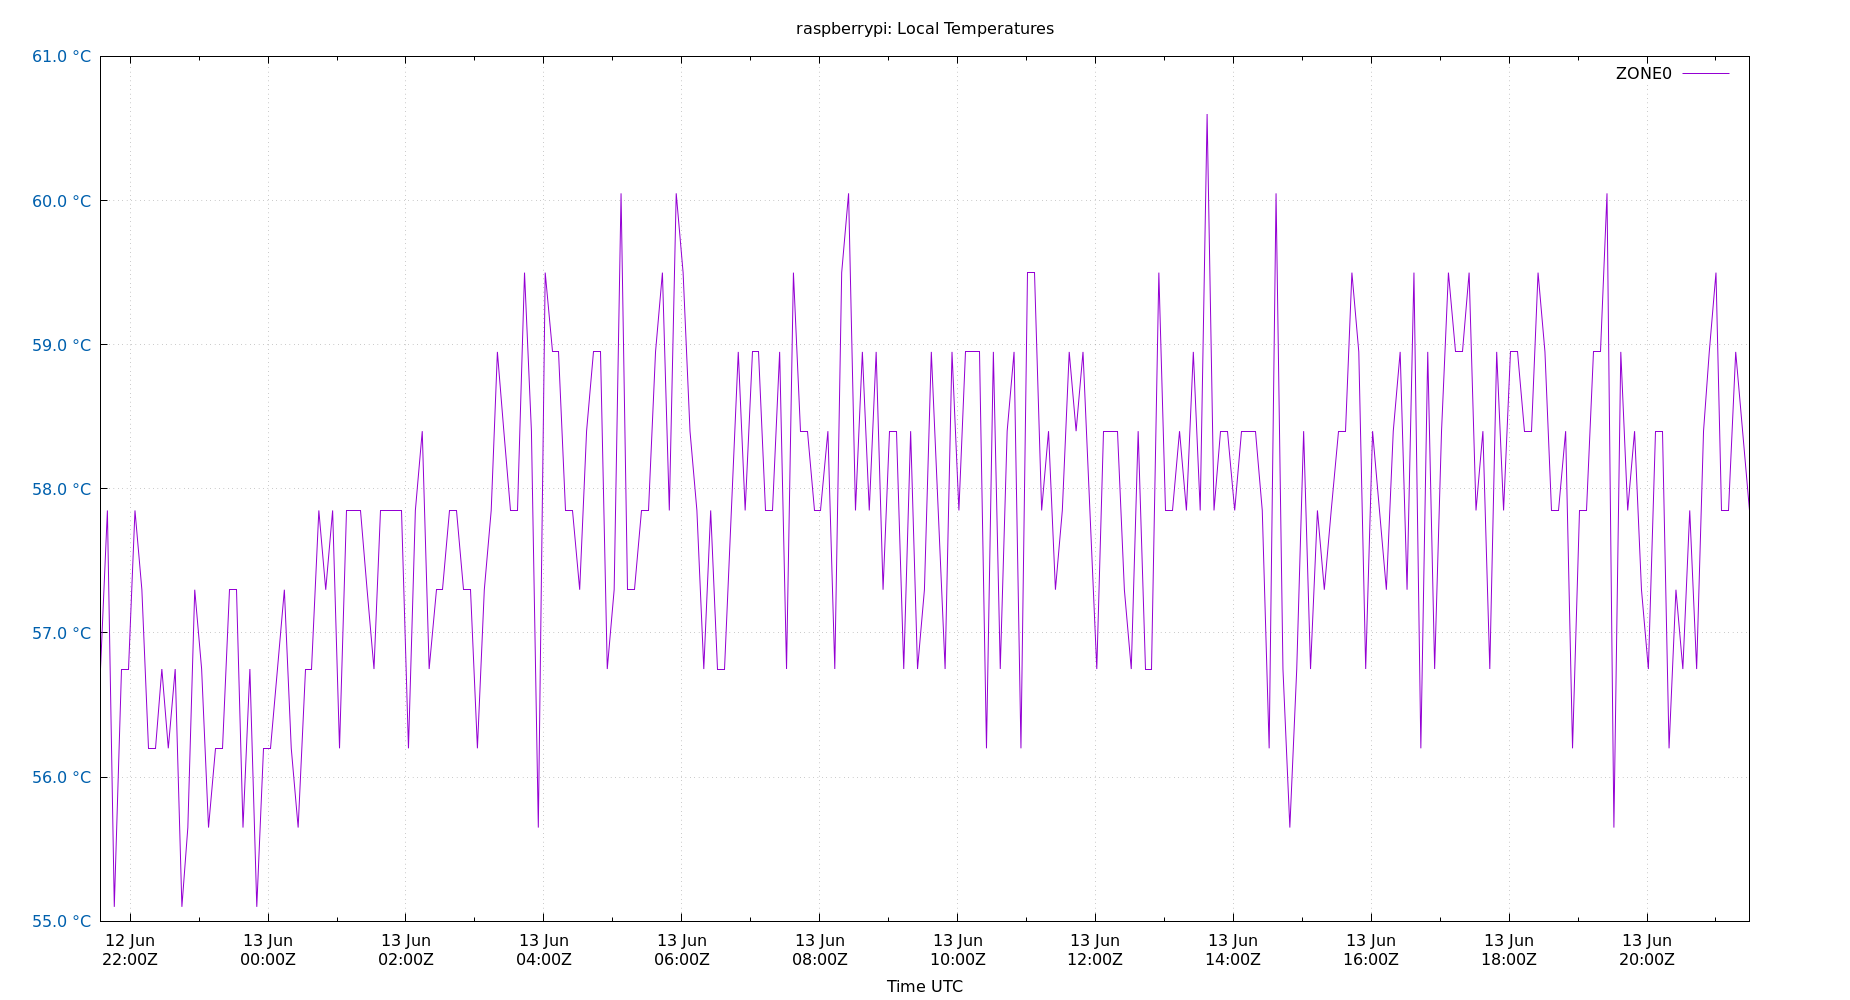 raspberrypi: Local Temperatures
61.0 °C
ZONE0
60.0 °C
59.0 °C
58.0 °C
57.0 °C
56.0 °C
55.0 °C
12 Jun 13 Jun 13 Jun 13 Jun 13 Jun 13 Jun 13 Jun 13 Jun 13 Jun 13 Jun 13 Jun 13 Jun
22:00Z 00:00Z 02:00Z 04:00Z 06:00Z 08:00Z 10:00Z 12:00Z 14:00Z 16:00Z 18:00Z 20:00Z
Time UTC